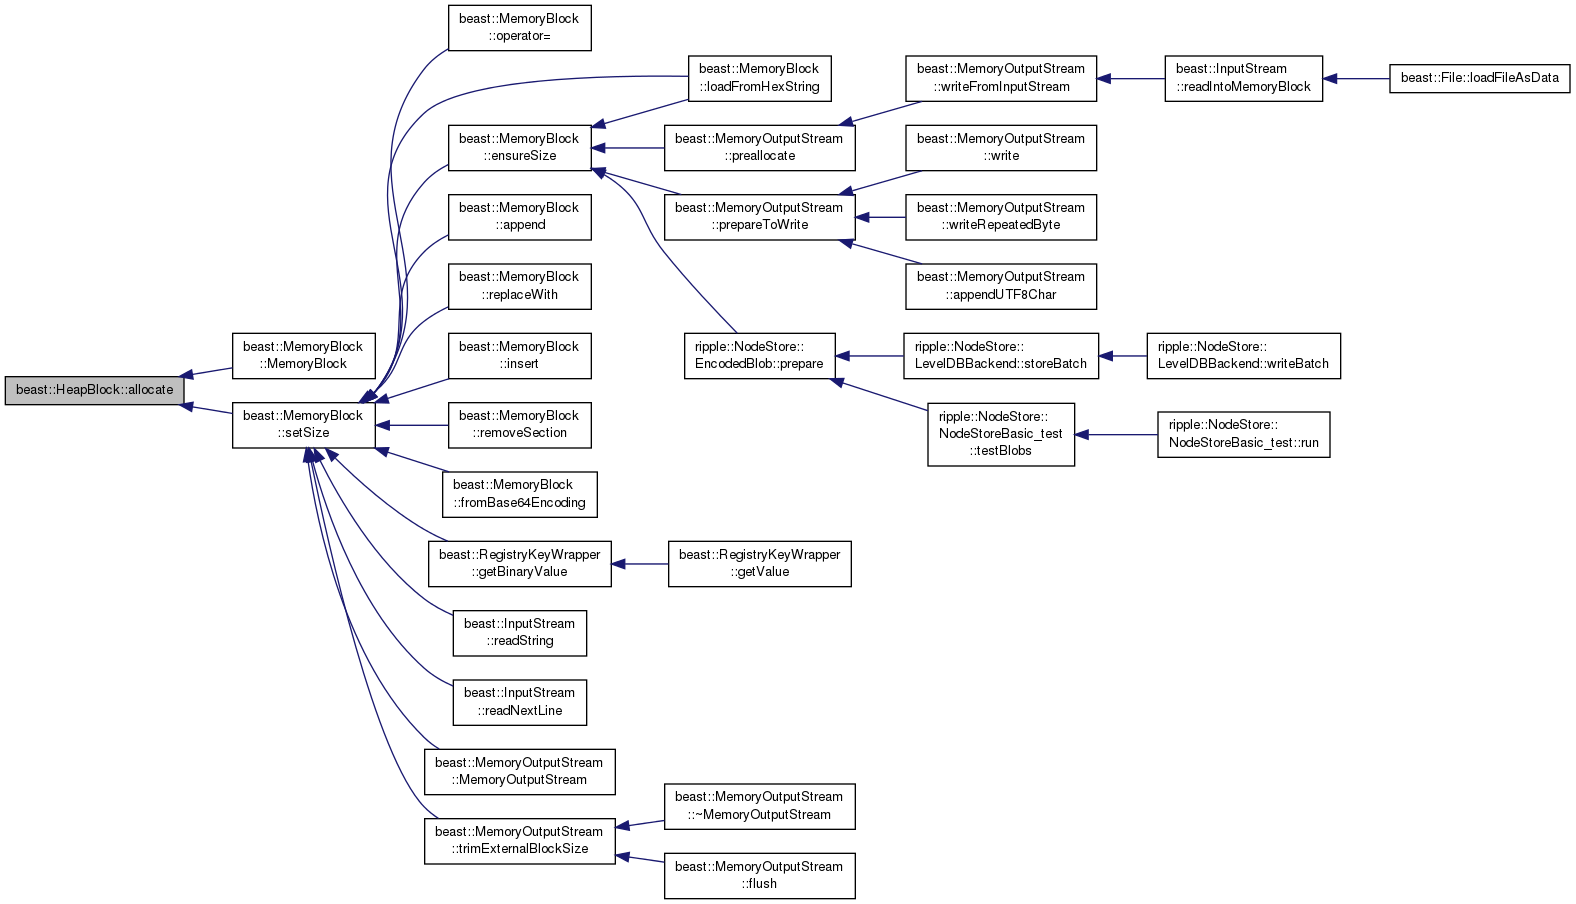 beast::MemoryBlock
::operator=
beast::MemoryBlock
::loadFromHexString
beast::MemoryOutputStream
::writeFromInputStream
beast::InputStream
::readIntoMemoryBlock
beast::File::loadFileAsData
beast::MemoryBlock
::ensureSize
beast::MemoryOutputStream
::preallocate
beast::MemoryOutputStream
::write
beast::MemoryBlock
::append
beast::MemoryOutputStream
::prepareToWrite
beast::MemoryOutputStream
::writeRepeatedByte
beast::MemoryBlock
::replaceWith
beast::MemoryOutputStream
::appendUTF8Char
beast::MemoryBlock
::MemoryBlock
beast::MemoryBlock
::insert
ripple::NodeStore::
EncodedBlob::prepare
ripple::NodeStore::
LevelDBBackend::storeBatch
ripple::NodeStore::
LevelDBBackend::writeBatch
beast::HeapBlock::allocate
beast::MemoryBlock
::setSize
beast::MemoryBlock
::removeSection
ripple::NodeStore::
NodeStoreBasic_test
::testBlobs
ripple::NodeStore::
NodeStoreBasic_test::run
beast::MemoryBlock
::fromBase64Encoding
beast::RegistryKeyWrapper
::getBinaryValue
beast::RegistryKeyWrapper
::getValue
beast::InputStream
::readString
beast::InputStream
::readNextLine
beast::MemoryOutputStream
::MemoryOutputStream
beast::MemoryOutputStream
::~MemoryOutputStream
beast::MemoryOutputStream
::trimExternalBlockSize
beast::MemoryOutputStream
::flush